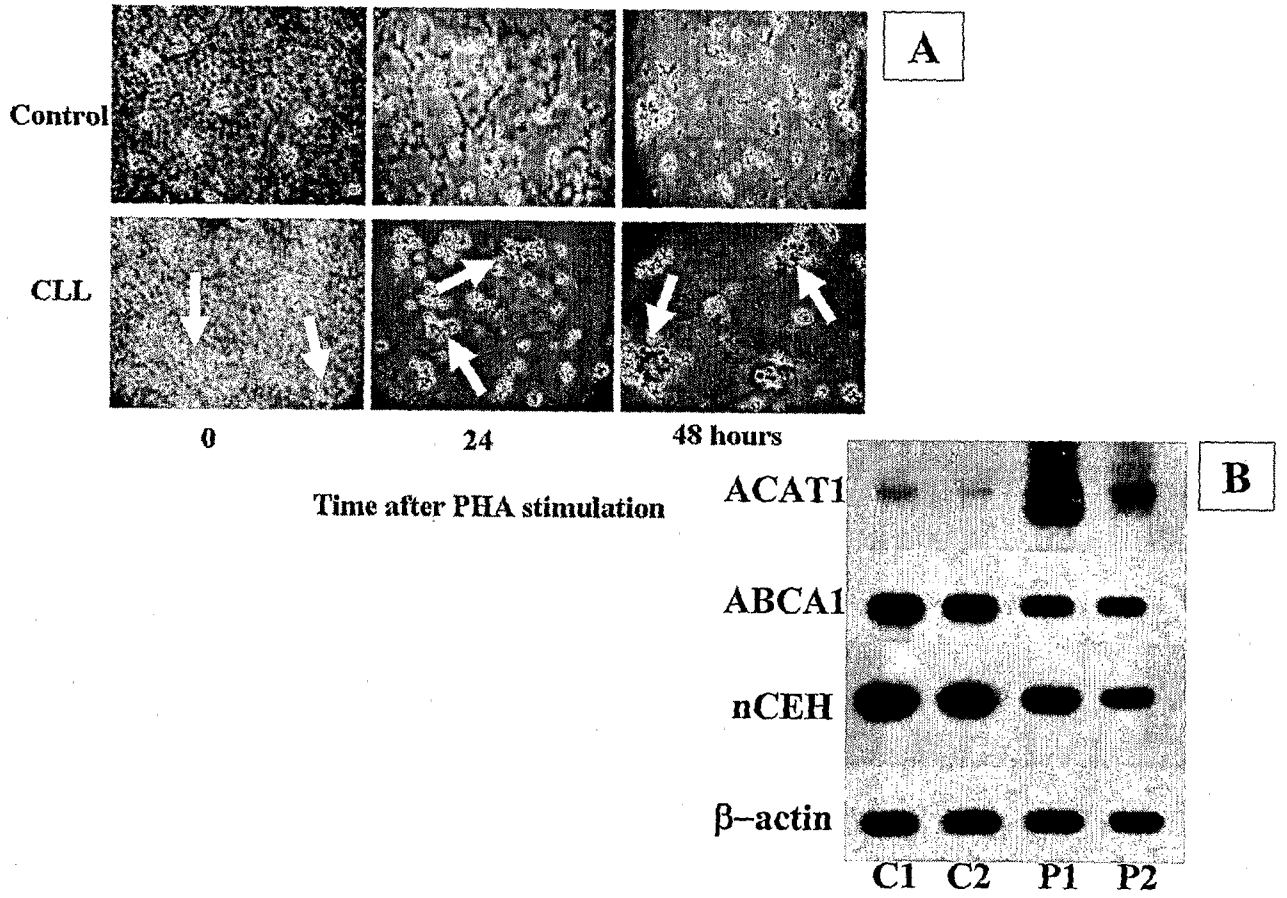 A
Control
CLL
0 24 48 hours
Time after PHA stimulation
B
ACAT1
ABCA1
nCEH
β-actin
C1 C2 P1 P2